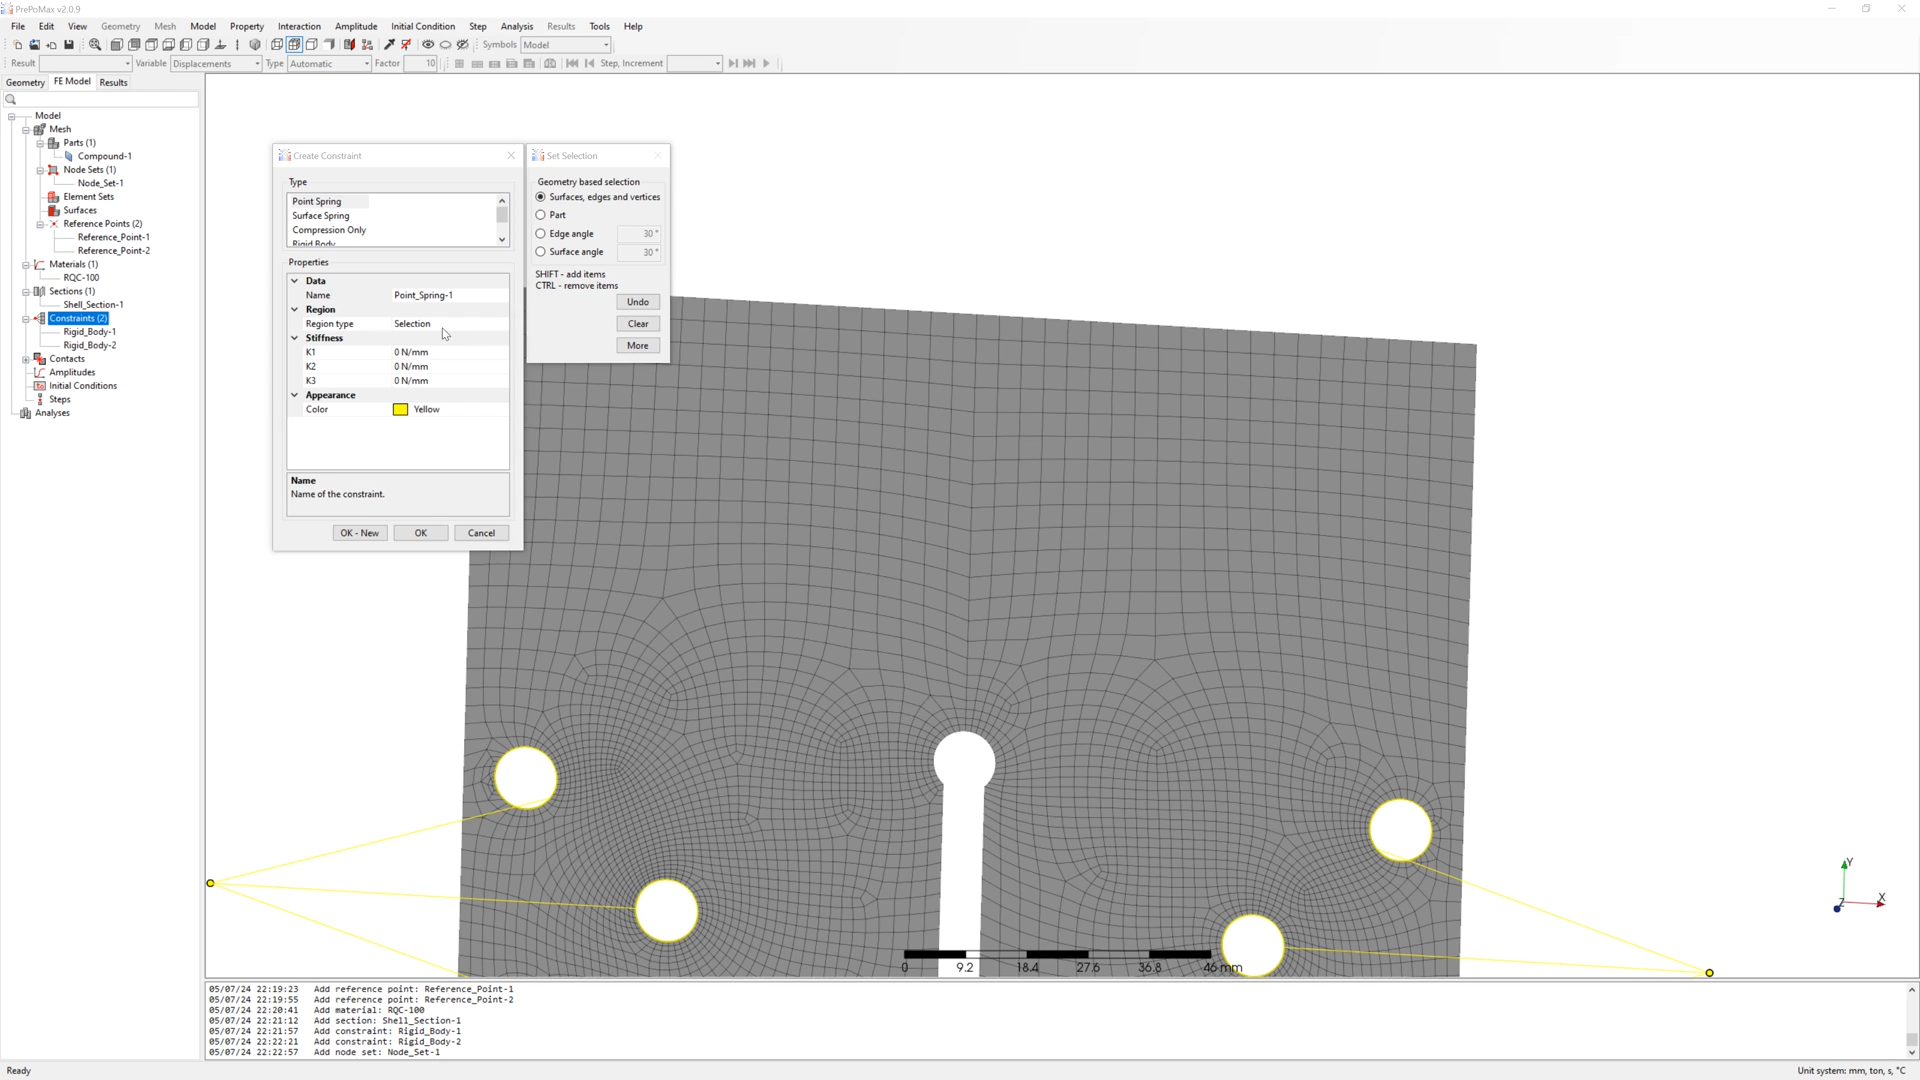 PrePoMax v2.0.9
File Edit View Geometry Mesh Model Property Interaction Amplitude Initial Condition Step Analysis Results Tools Help
Symbols Model
Result Variable Displacements Type Automatic Factor 10 Step, Increment
Geometry FE Model Results
Model
Mesh
Parts (1)
Compound-1
Node Sets (1)
Node_Set-1
Element Sets
Surfaces
Reference Points (2)
Reference_Point-1
Reference_Point-2
Materials (1)
RQC-100
Sections (1)
Shell_Section-1
Constraints (2)
Rigid_Body-1
Rigid_Body-2
Contacts
Amplitudes
Initial Conditions
Steps
Analyses
Create Constraint
Type
Point Spring
Surface Spring
Compression Only
Rigid Body
Properties
Data
Name Point_Spring-1
Region
Region type Selection
Stiffness
K1 0 N/mm
K2 0 N/mm
K3 0 N/mm
Appearance
Color Yellow
Name
Name of the constraint.
OK - New OK Cancel
Set Selection
Geometry based selection
Surfaces, edges and vertices
Part
Edge angle 30 °
Surface angle 30 °
SHIFT - add items
CTRL - remove items
Undo
Clear
More
Y
Z X
0 9.2 18.4 27.6 36.8 46 mm
05/07/24 22:19:23 Add reference point: Reference_Point-1
05/07/24 22:19:55 Add reference point: Reference_Point-2
05/07/24 22:20:41 Add material: RQC-100
05/07/24 22:21:12 Add section: Shell_Section-1
05/07/24 22:21:57 Add constraint: Rigid_Body-1
05/07/24 22:22:21 Add constraint: Rigid_Body-2
05/07/24 22:22:57 Add node set: Node_Set-1
Ready
Unit system: mm, ton, s, °C